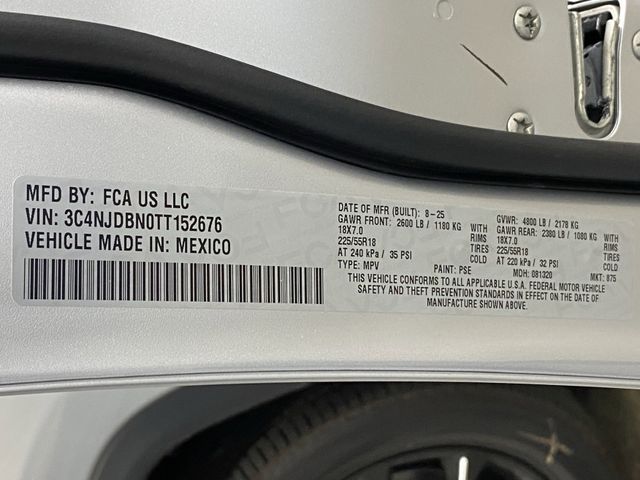 MFD BY: FCA US LLC
VIN: 3C4NJDBN0TT152676
VEHICLE MADE IN: MEXICO
DATE OF MFR (BUILT): 8-25 GVWR: 4800 LB / 2178 KG
GAWR FRONT: 2600 LB / 1180 KG WITH GAWR REAR: 2380 LB / 1080 KG WITH
18X7.0 RIMS 18X7.0 RIMS
225/55R18 TIRES 225/55R18 TIRES
AT 240 kPa / 35 PSI COLD AT 220 kPa / 32 PSI COLD
TYPE: MPV PAINT: PSE MDH: 081320 MKT: 875
THIS VEHICLE CONFORMS TO ALL APPLICABLE U.S.A. FEDERAL MOTOR VEHICLE
SAFETY AND THEFT PREVENTION STANDARDS IN EFFECT ON THE DATE OF
MANUFACTURE SHOWN ABOVE.